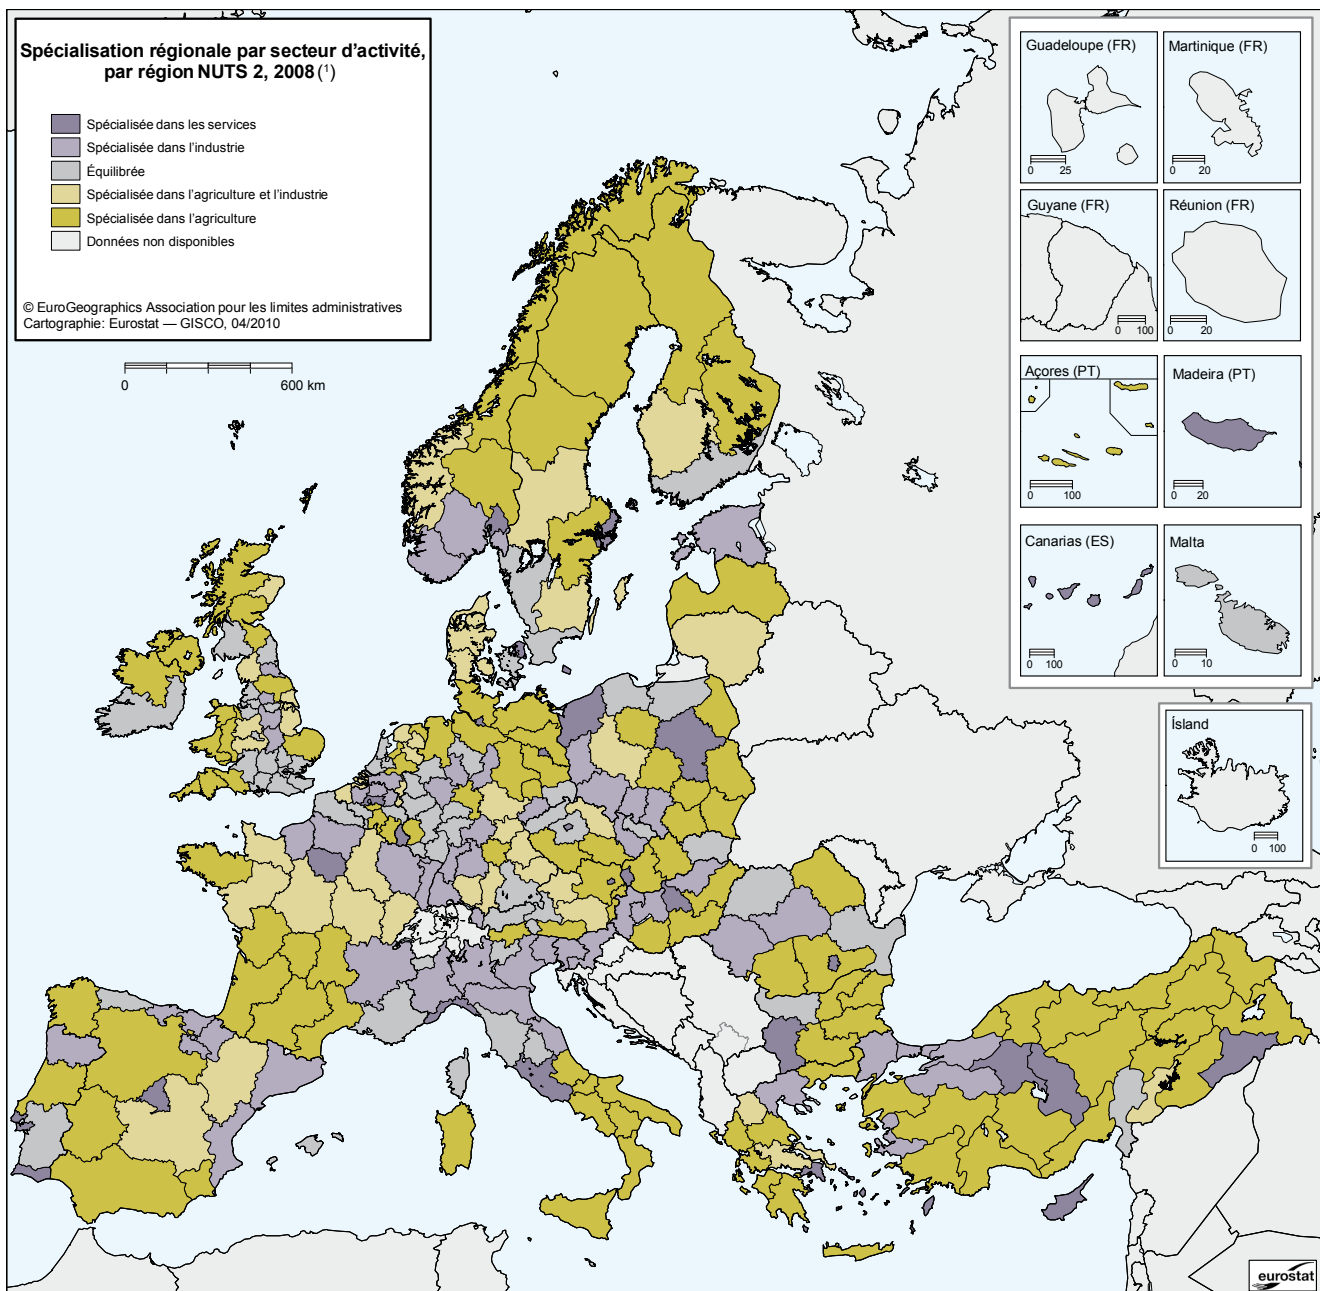 Spécialisation régionale par secteur d'activité,
par région NUTS 2, 2008 (¹)
Spécialisée dans les services
Spécialisée dans l'industrie
Équilibrée
Spécialisée dans l'agriculture et l'industrie
Spécialisée dans l'agriculture
Données non disponibles
© EuroGeographics Association pour les limites administratives
Cartographie: Eurostat — GISCO, 04/2010
0 600 km
Guadeloupe (FR)
0 25
Martinique (FR)
0 20
Guyane (FR)
0 100
Réunion (FR)
0 20
Açores (PT)
0 100
Madeira (PT)
0 20
Canarias (ES)
0 100
Malta
0 10
Ísland
0 100
eurostat